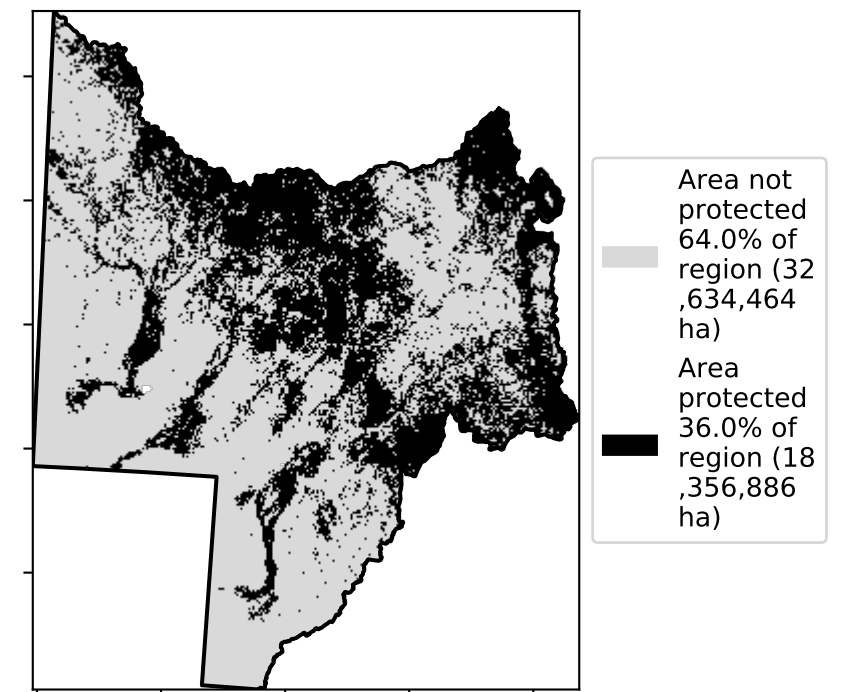 Area not
protected
64.0% of
region (32
,634,464
ha)
Area
protected
36.0% of
region (18
,356,886
ha)